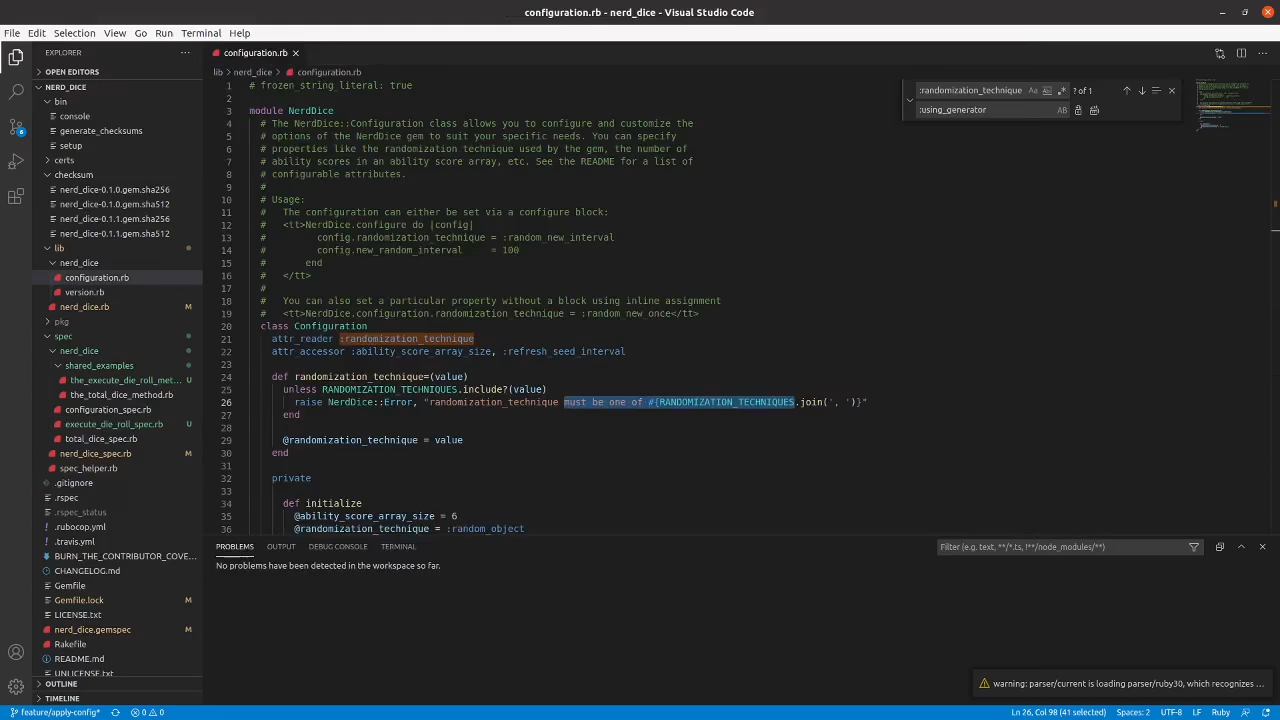 configuration.rb - nerd_dice - Visual Studio Code
File Edit Selection View Go Run Terminal Help
EXPLORER
OPEN EDITORS
NERD_DICE
bin
console
generate_checksums
setup
certs
checksum
nerd_dice-0.1.0.gem.sha256
nerd_dice-0.1.0.gem.sha512
nerd_dice-0.1.1.gem.sha256
nerd_dice-0.1.1.gem.sha512
lib
nerd_dice
configuration.rb
version.rb
nerd_dice.rb M
pkg
spec
nerd_dice
shared_examples
the_execute_die_roll_met... U
the_total_dice_method.rb
configuration_spec.rb
execute_die_roll_spec.rb U
total_dice_spec.rb
nerd_dice_spec.rb M
spec_helper.rb
.gitignore
.rspec
.rspec_status
.rubocop.yml
.travis.yml
BURN_THE_CONTRIBUTOR_COVE...
CHANGELOG.md
Gemfile
Gemfile.lock M
LICENSE.txt
nerd_dice.gemspec M
Rakefile
README.md
UNLICENSE.txt
OUTLINE
TIMELINE
configuration.rb
lib > nerd_dice > configuration.rb
1 # frozen_string_literal: true
2
3 module NerdDice
4 # The NerdDice::Configuration class allows you to configure and customize the
5 # options of the NerdDice gem to suit your specific needs. You can specify
6 # properties like the randomization technique used by the gem, the number of
7 # ability scores in an ability score array, etc. See the README for a list of
8 # configurable attributes.
9 #
10 # Usage:
11 # The configuration can either be set via a configure block:
12 # <tt>NerdDice.configure do |config|
13 # config.randomization_technique = :random_new_interval
14 # config.new_random_interval = 100
15 # end
16 # </tt>
17 #
18 # You can also set a particular property without a block using inline assignment
19 # <tt>NerdDice.configuration.randomization_technique = :random_new_once</tt>
20 class Configuration
21 attr_reader :randomization_technique
22 attr_accessor :ability_score_array_size, :refresh_seed_interval
23
24 def randomization_technique=(value)
25 unless RANDOMIZATION_TECHNIQUES.include?(value)
26 raise NerdDice::Error, "randomization_technique must be one of #{RANDOMIZATION_TECHNIQUES.join(', ')}"
27 end
28
29 @randomization_technique = value
30 end
31
32 private
33
34 def initialize
35 @ability_score_array_size = 6
36 @randomization_technique = :random_object
:randomization_technique Aa Ab .* ? of 1
:using_generator AB
PROBLEMS OUTPUT DEBUG CONSOLE TERMINAL
Filter (e.g. text, **/*.ts, !**/node_modules/**)
No problems have been detected in the workspace so far.
warning: parser/current is loading parser/ruby30, which recognizes ...
6
feature/apply-config* 0 0
Ln 26, Col 98 (41 selected) Spaces: 2 UTF-8 LF Ruby